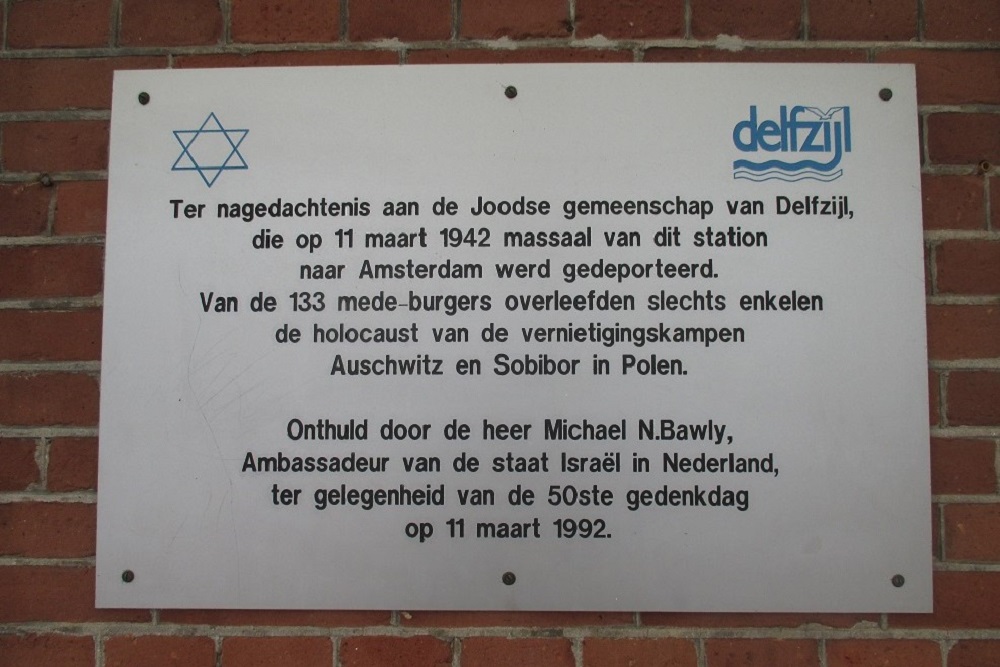 delfzijl
Ter nagedachtenis aan de Joodse gemeenschap van Delfzijl,
die op 11 maart 1942 massaal van dit station
naar Amsterdam werd gedeporteerd.
Van de 133 mede-burgers overleefden slechts enkelen
de holocaust van de vernietigingskampen
Auschwitz en Sobibor in Polen.
Onthuld door de heer Michael N.Bawly,
Ambassadeur van de staat Israël in Nederland,
ter gelegenheid van de 50ste gedenkdag
op 11 maart 1992.